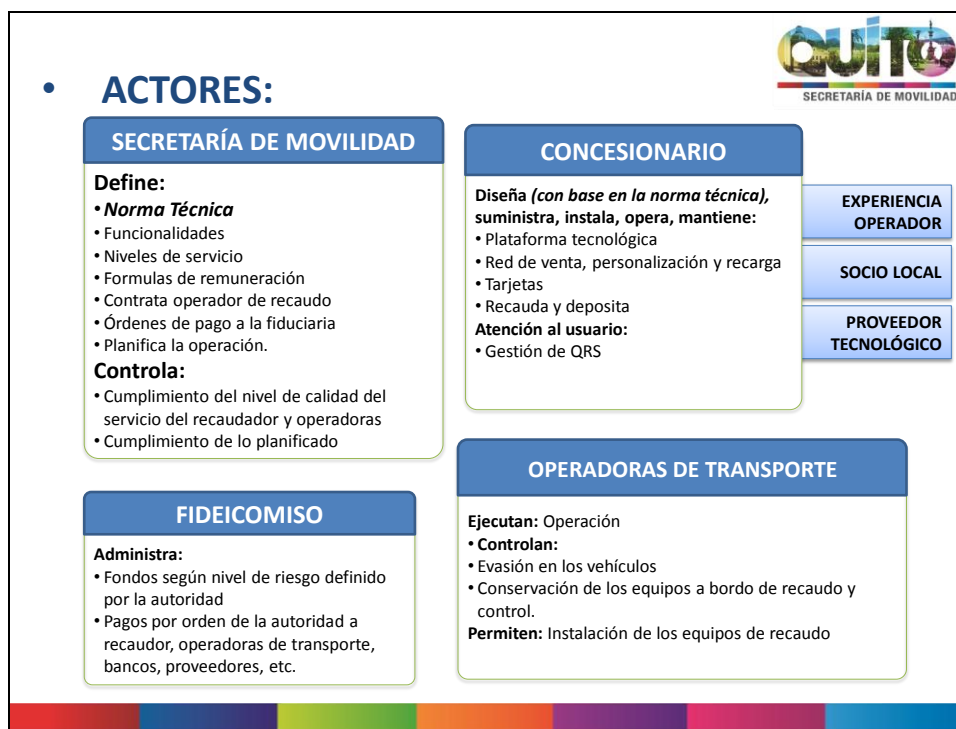 QUITO
SECRETARÍA DE MOVILIDAD
• ACTORES:
SECRETARÍA DE MOVILIDAD
Define:
• Norma Técnica
• Funcionalidades
• Niveles de servicio
• Formulas de remuneración
• Contrata operador de recaudo
• Órdenes de pago a la fiduciaria
• Planifica la operación.
Controla:
• Cumplimiento del nivel de calidad del
servicio del recaudador y operadoras
• Cumplimiento de lo planificado
CONCESIONARIO
Diseña (con base en la norma técnica),
suministra, instala, opera, mantiene:
• Plataforma tecnológica
• Red de venta, personalización y recarga
• Tarjetas
• Recauda y deposita
Atención al usuario:
• Gestión de QRS
EXPERIENCIA
OPERADOR
SOCIO LOCAL
PROVEEDOR
TECNOLÓGICO
FIDEICOMISO
Administra:
• Fondos según nivel de riesgo definido
por la autoridad
• Pagos por orden de la autoridad a
recaudor, operadoras de transporte,
bancos, proveedores, etc.
OPERADORAS DE TRANSPORTE
Ejecutan: Operación
• Controlan:
• Evasión en los vehículos
• Conservación de los equipos a bordo de recaudo y
control.
Permiten: Instalación de los equipos de recaudo